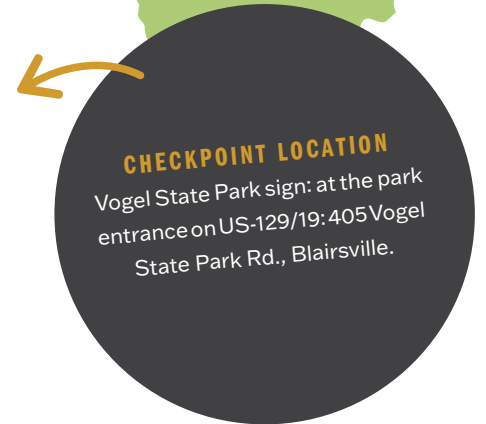 CHECKPOINT LOCATION
Vogel State Park sign: at the park
entrance on US-129/19: 405 Vogel
State Park Rd., Blairsville.